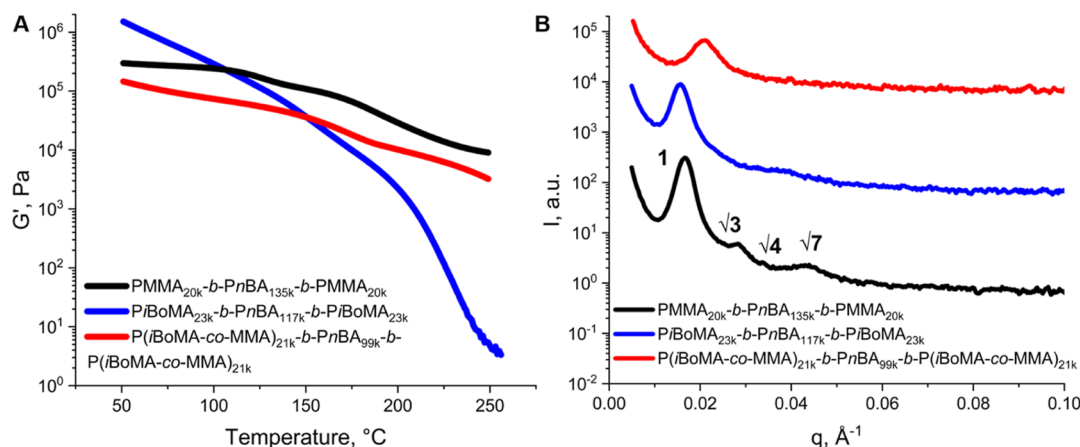 A
G', Pa
10⁶
10⁵
10⁴
10³
10²
10¹
10⁰
PMMA₂₀ₖ-b-PnBA₁₃₅ₖ-b-PMMA₂₀ₖ
PiBoMA₂₃ₖ-b-PnBA₁₁₇ₖ-b-PiBoMA₂₃ₖ
P(iBoMA-co-MMA)₂₁ₖ-b-PnBA₉₉ₖ-b-
P(iBoMA-co-MMA)₂₁ₖ
50 100 150 200 250
Temperature, °C
B
I, a.u.
10⁵
10⁴
10³
10²
10¹
10⁰
10⁻¹
10⁻²
1
√3
√4
√7
PMMA₂₀ₖ-b-PnBA₁₃₅ₖ-b-PMMA₂₀ₖ
PiBoMA₂₃ₖ-b-PnBA₁₁₇ₖ-b-PiBoMA₂₃ₖ
P(iBoMA-co-MMA)₂₁ₖ-b-PnBA₉₉ₖ-b-P(iBoMA-co-MMA)₂₁ₖ
0.00 0.02 0.04 0.06 0.08 0.10
q, Å⁻¹